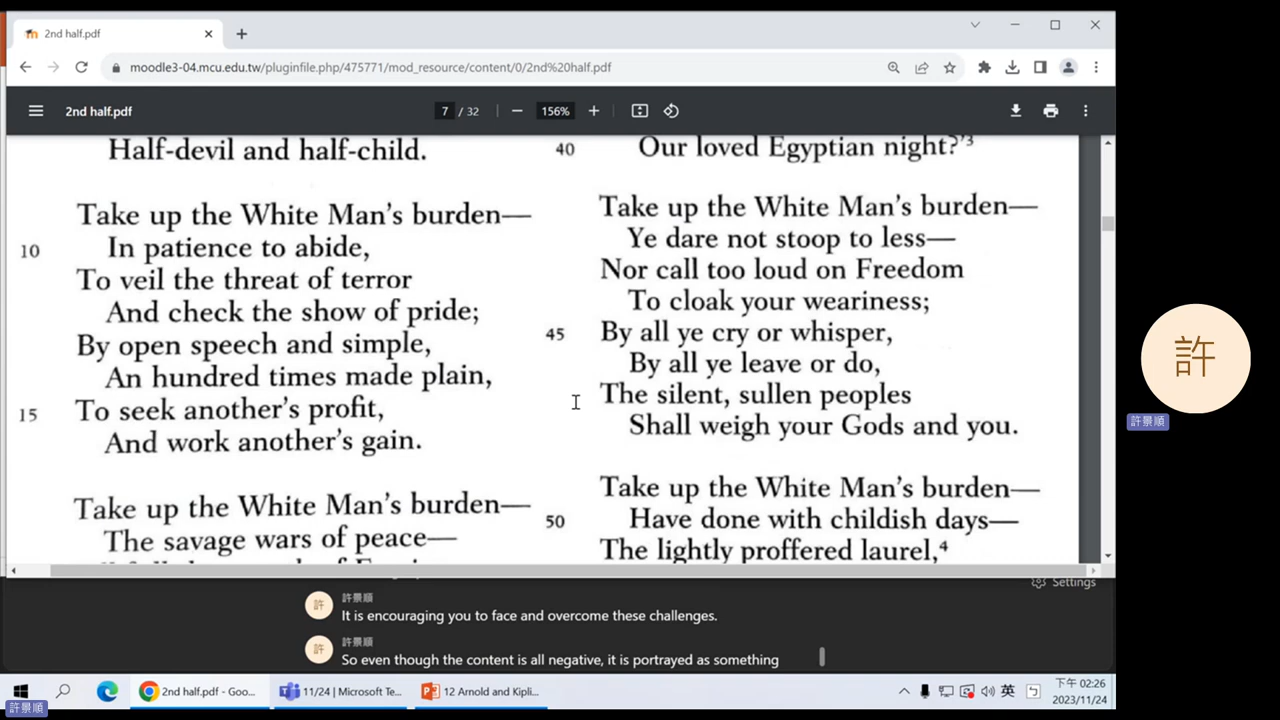 2nd half.pdf
moodle3-04.mcu.edu.tw/pluginfile.php/475771/mod_resource/content/0/2nd%20half.pdf
2nd half.pdf
7 / 32
156%
Half-devil and half-child.
Take up the White Man's burden—
10 In patience to abide,
To veil the threat of terror
And check the show of pride;
By open speech and simple,
An hundred times made plain,
15 To seek another's profit,
And work another's gain.
Take up the White Man's burden—
The savage wars of peace—
40 Our loved Egyptian night?'3
Take up the White Man's burden—
Ye dare not stoop to less—
Nor call too loud on Freedom
To cloak your weariness;
45 By all ye cry or whisper,
By all ye leave or do,
The silent, sullen peoples
Shall weigh your Gods and you.
Take up the White Man's burden—
50 Have done with childish days—
The lightly proffered laurel,4
許
許景順
Settings
許
許景順
It is encouraging you to face and overcome these challenges.
許
許景順
So even though the content is all negative, it is portrayed as something
2nd half.pdf - Goo...
11/24 | Microsoft Te...
12 Arnold and Kipli...
英
下午 02:26
2023/11/24
許景順